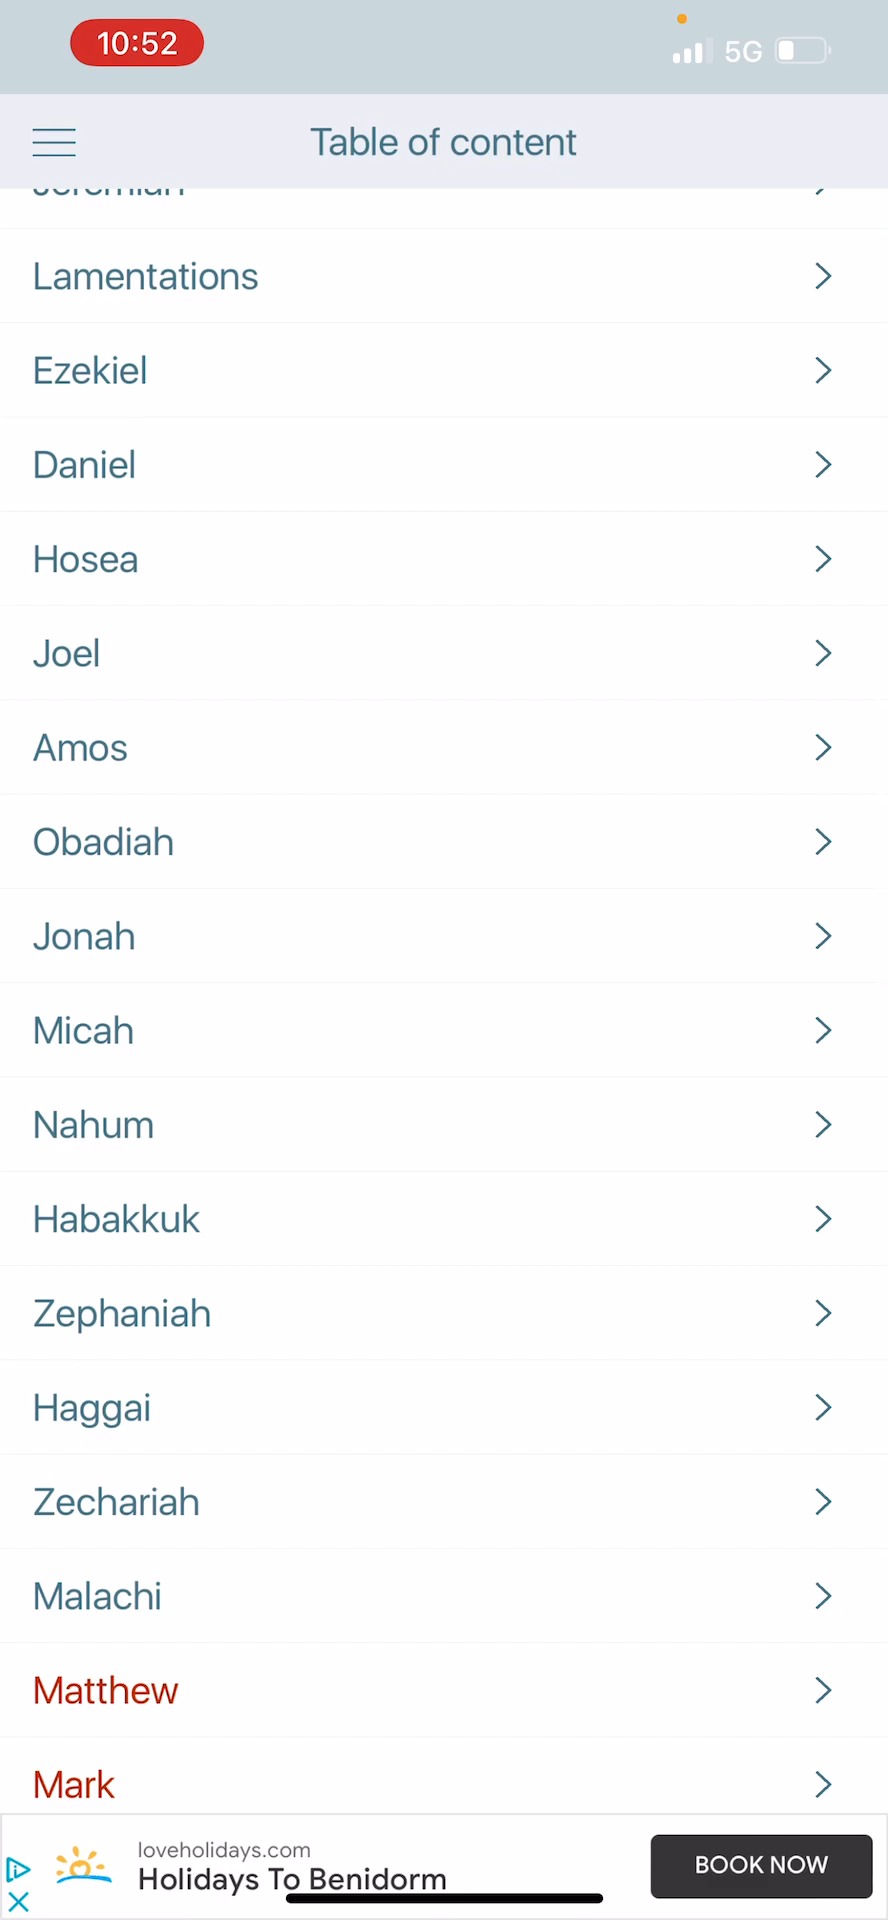 10:52
5G
Table of content
Jeremiah
Lamentations
Ezekiel
Daniel
Hosea
Joel
Amos
Obadiah
Jonah
Micah
Nahum
Habakkuk
Zephaniah
Haggai
Zechariah
Malachi
Matthew
Mark
loveholidays.com
Holidays To Benidorm
BOOK NOW